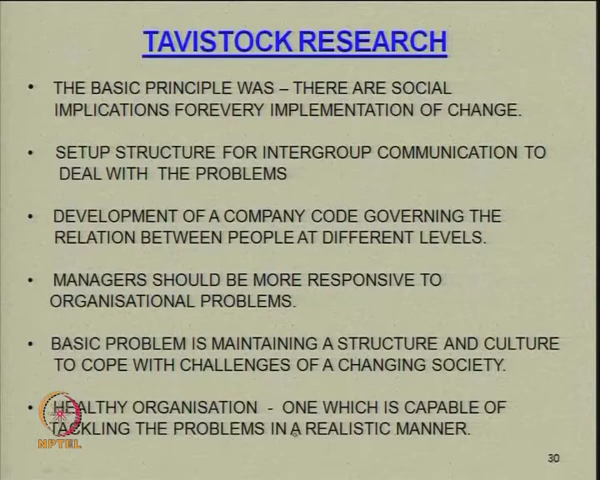 TAVISTOCK RESEARCH
• THE BASIC PRINCIPLE WAS – THERE ARE SOCIAL
IMPLICATIONS FOREVERY IMPLEMENTATION OF CHANGE.
• SETUP STRUCTURE FOR INTERGROUP COMMUNICATION TO
DEAL WITH THE PROBLEMS
• DEVELOPMENT OF A COMPANY CODE GOVERNING THE
RELATION BETWEEN PEOPLE AT DIFFERENT LEVELS.
• MANAGERS SHOULD BE MORE RESPONSIVE TO
ORGANISATIONAL PROBLEMS.
• BASIC PROBLEM IS MAINTAINING A STRUCTURE AND CULTURE
TO COPE WITH CHALLENGES OF A CHANGING SOCIETY.
• HEALTHY ORGANISATION - ONE WHICH IS CAPABLE OF
TACKLING THE PROBLEMS IN A REALISTIC MANNER.
NPTEL
30